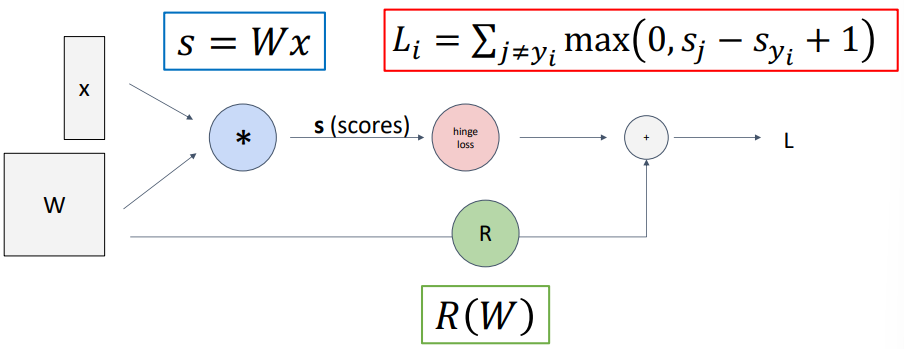 s = Wx
L_i = ∑_{j≠y_i} max(0, s_j − s_{y_i} + 1)
x
*
s (scores)
hinge
loss
+
L
W
R
R(W)